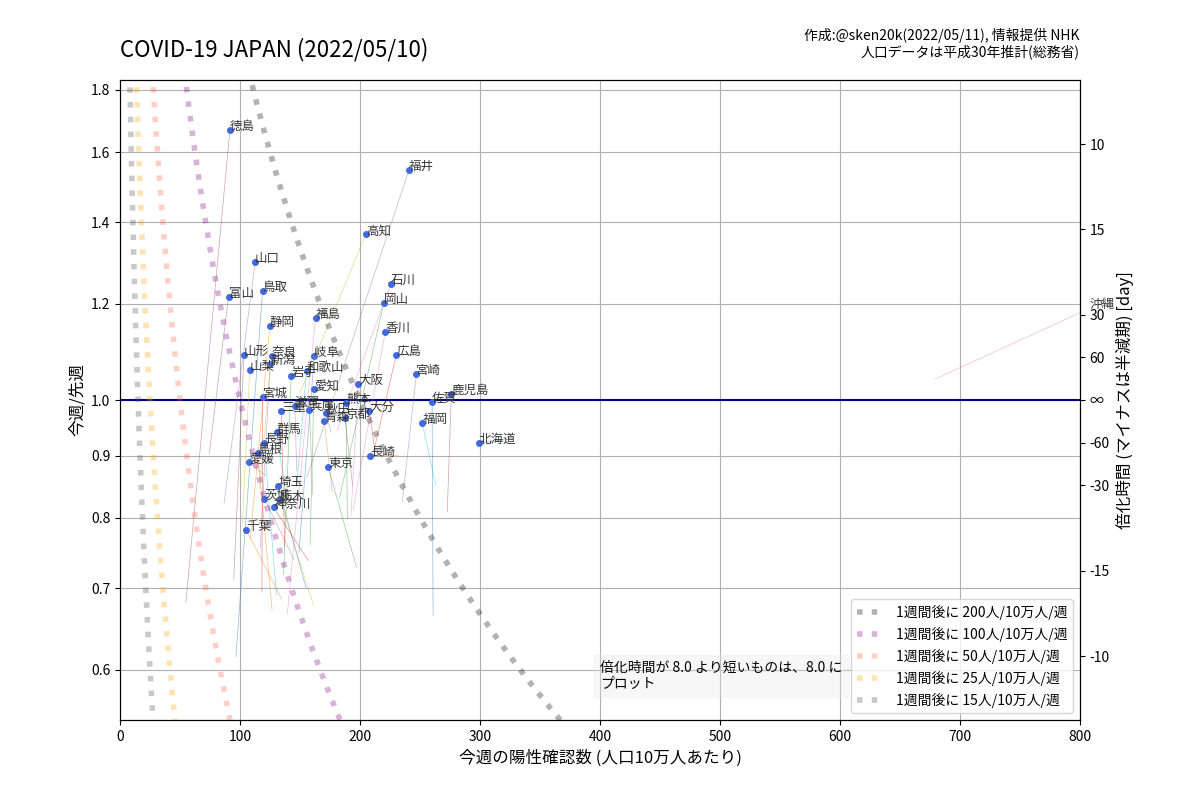 COVID-19 JAPAN (2022/05/10)
作成:@sken20k(2022/05/11), 情報提供 NHK
人口データは平成30年推計(総務省)
今週/先週
1.8
1.6
1.4
1.2
1.0
0.9
0.8
0.7
0.6
徳島
福井
高知
山口
鳥取
富山
石川
岡山
福島
静岡
香川
沖縄
山形
奈良
新潟
岐阜
広島
山梨
岩手
和歌山
宮崎
愛知
大阪
鹿児島
宮城
熊本
佐賀
三重
滋賀
兵庫
秋田
青森
京都
大分
福岡
群馬
長野
島根
愛媛
北海道
長崎
東京
埼玉
茨城
栃木
神奈川
千葉
10
15
30
60
∞
-60
-30
-15
-10
倍化時間 (マイナスは半減期) [day]
1週間後に 200人/10万人/週
1週間後に 100人/10万人/週
1週間後に 50人/10万人/週
1週間後に 25人/10万人/週
1週間後に 15人/10万人/週
倍化時間が 8.0 より短いものは、8.0 に
プロット
0 100 200 300 400 500 600 700 800
今週の陽性確認数 (人口10万人あたり)